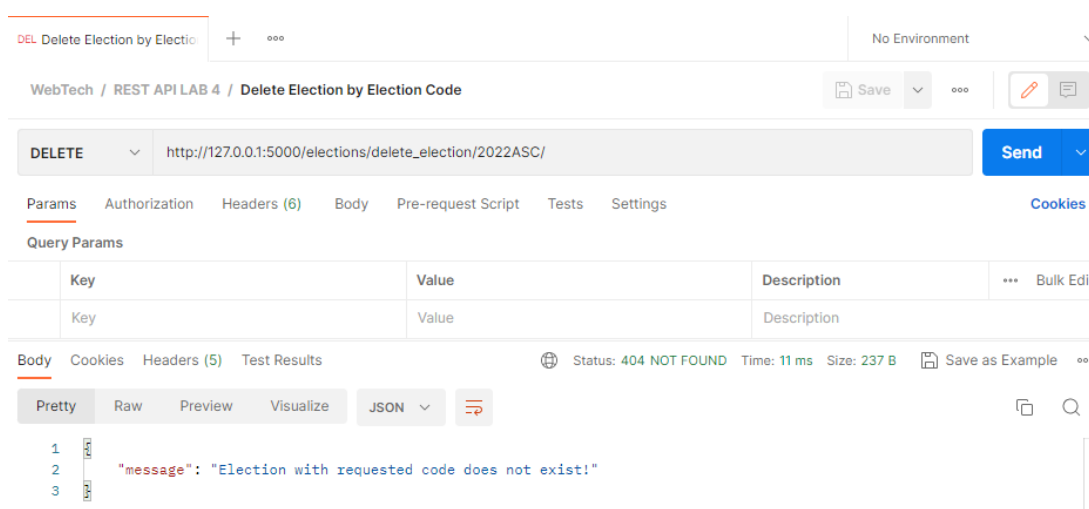 DEL Delete Election by Electio + ooo No Environment
WebTech / REST API LAB 4 / Delete Election by Election Code Save ooo
DELETE http://127.0.0.1:5000/elections/delete_election/2022ASC/ Send
Params Authorization Headers (6) Body Pre-request Script Tests Settings Cookies
Query Params
Key Value Description ooo Bulk Edi
Key Value Description
Body Cookies Headers (5) Test Results Status: 404 NOT FOUND Time: 11 ms Size: 237 B Save as Example oo
Pretty Raw Preview Visualize JSON
1 {
2 "message": "Election with requested code does not exist!"
3 }